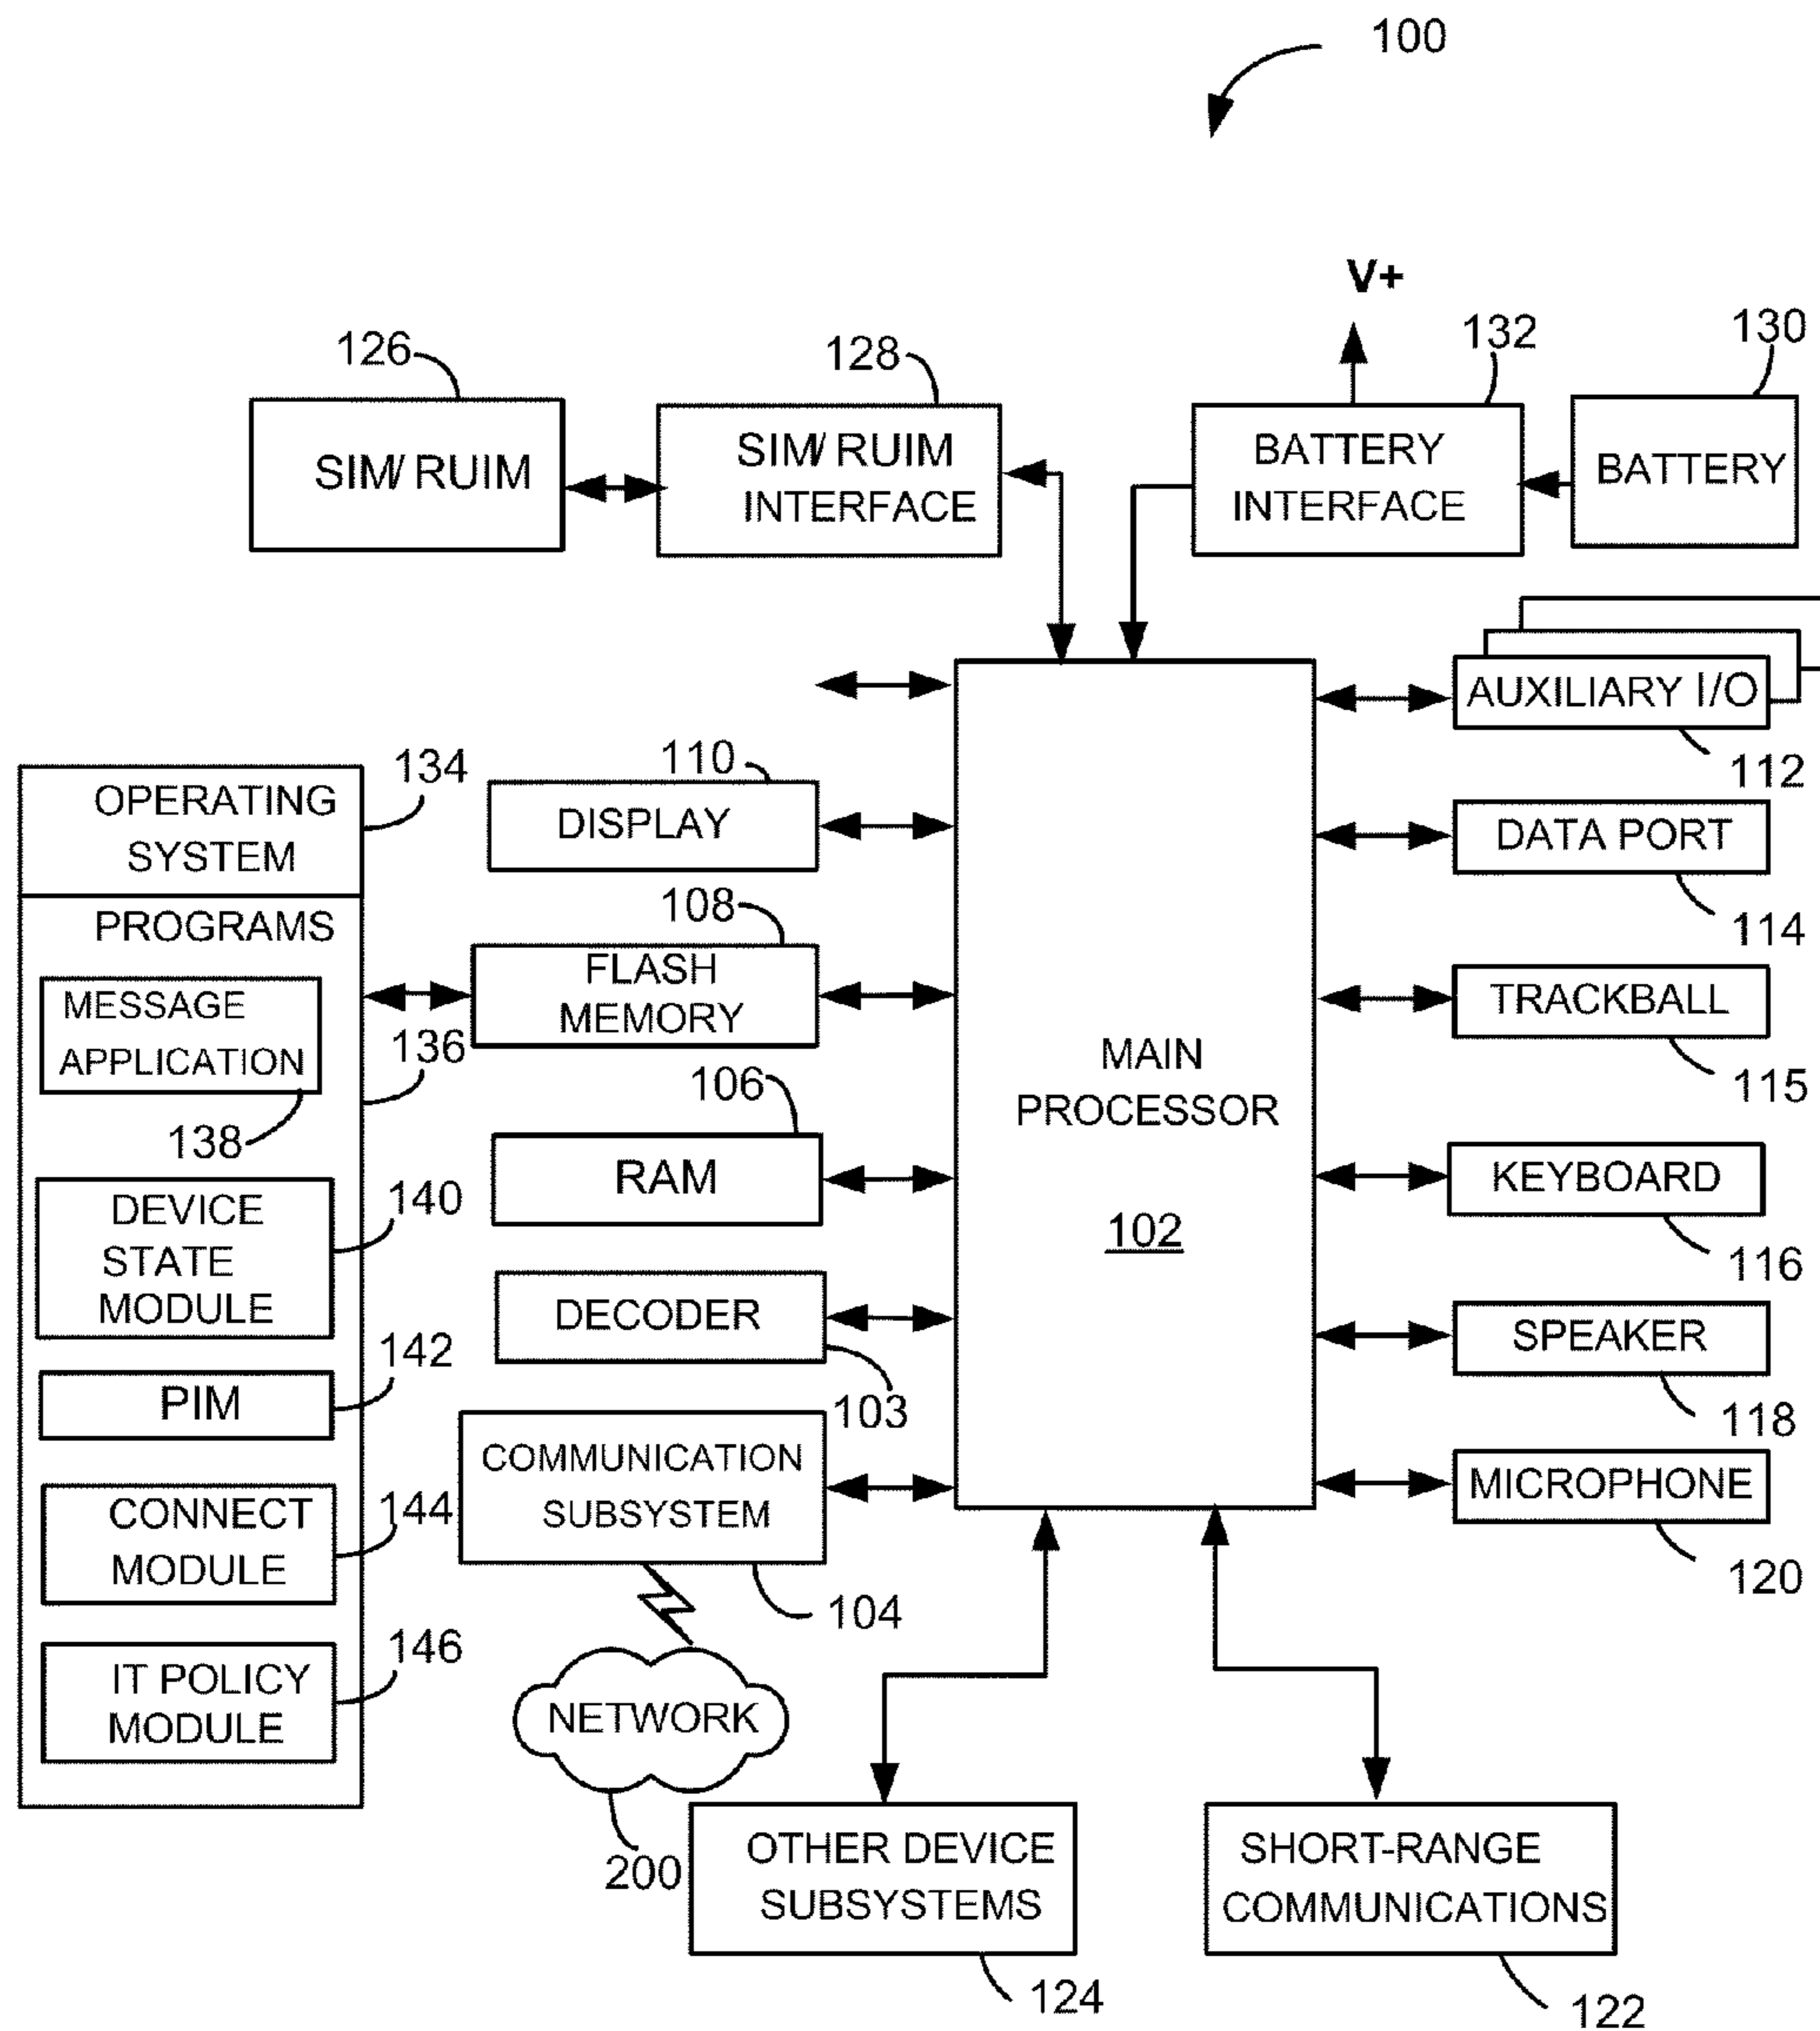 100
V+
126
128
132
130
SIM/ RUIM
SIM/ RUIM
INTERFACE
BATTERY
INTERFACE
BATTERY
AUXILIARY I/O
112
134
OPERATING
SYSTEM
110
DISPLAY
DATA PORT
114
PROGRAMS
108
FLASH
MEMORY
TRACKBALL
115
MESSAGE
APPLICATION
138
136
MAIN
PROCESSOR
102
106
RAM
KEYBOARD
116
DEVICE
STATE
MODULE
140
DECODER
103
SPEAKER
118
PIM
142
COMMUNICATION
SUBSYSTEM
104
MICROPHONE
120
CONNECT
MODULE
144
IT POLICY
MODULE
146
NETWORK
200
OTHER DEVICE
SUBSYSTEMS
124
SHORT-RANGE
COMMUNICATIONS
122